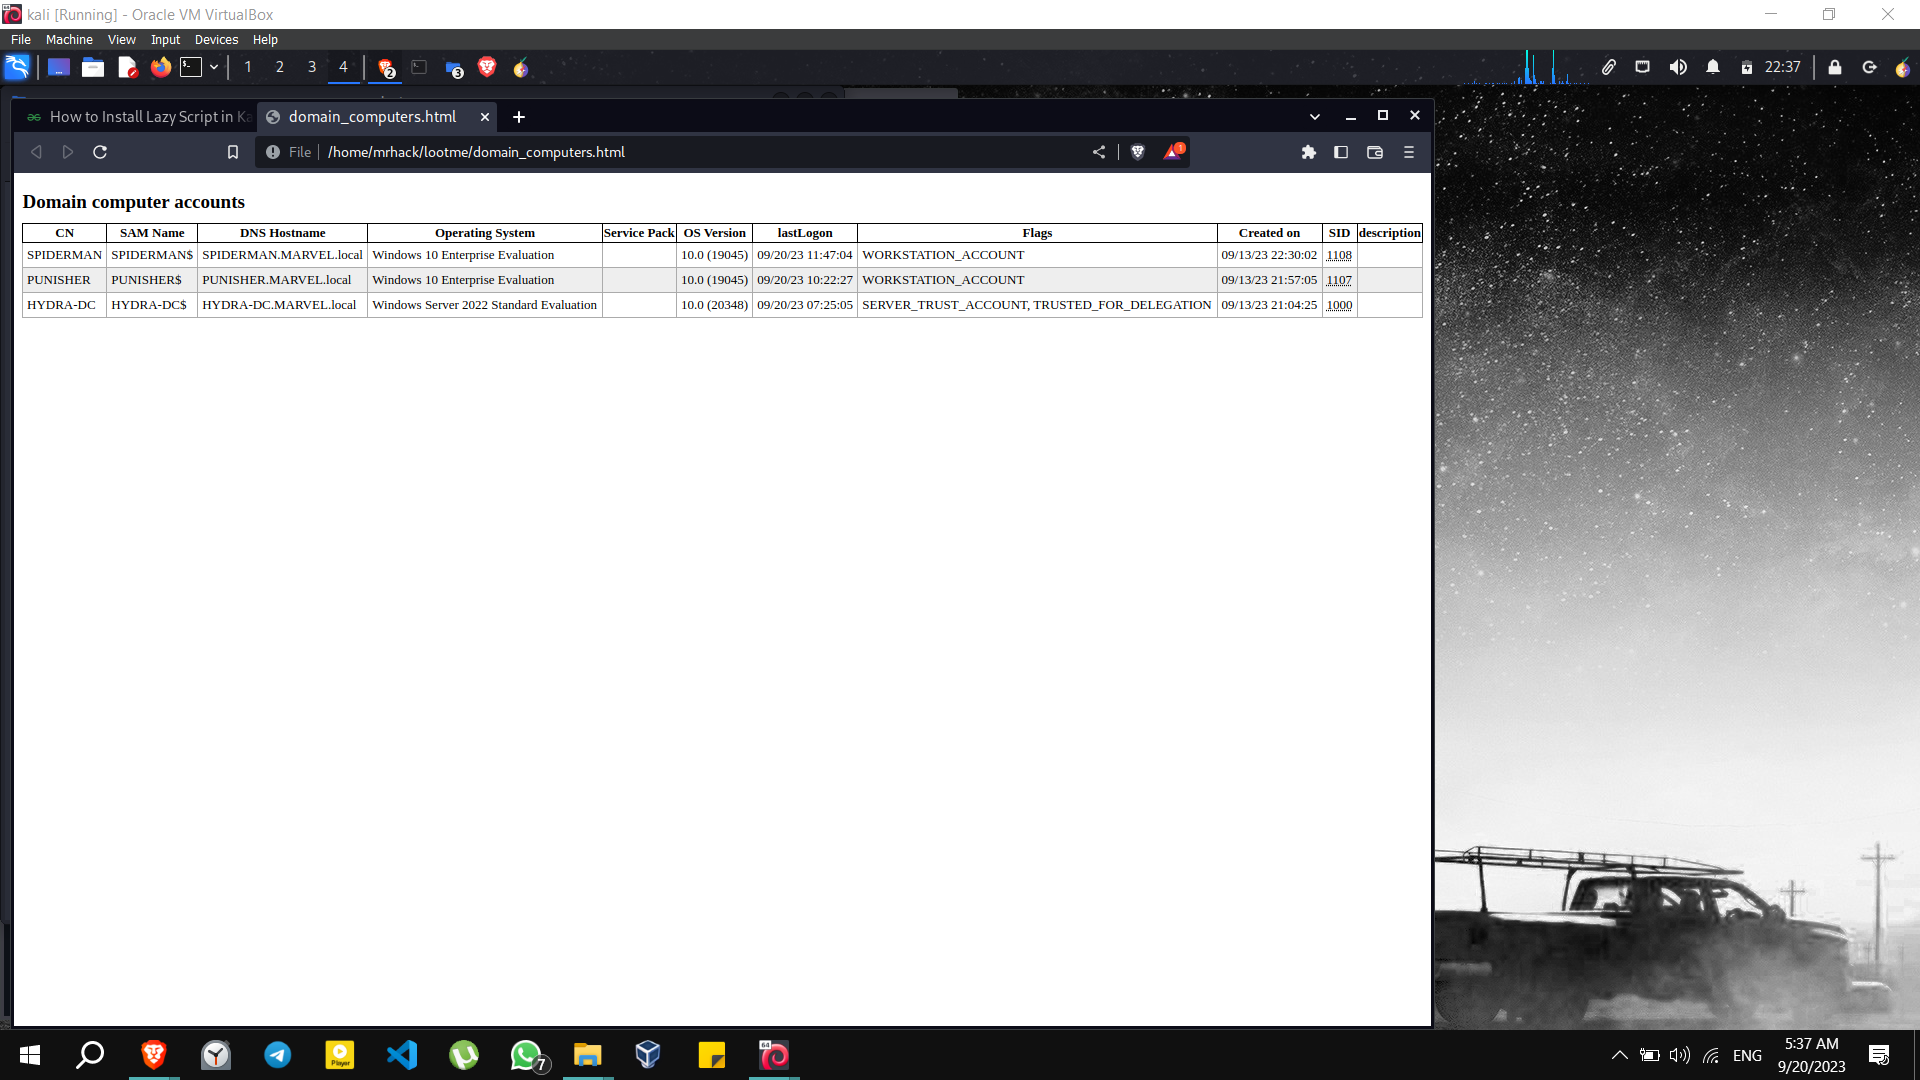 kali [Running] - Oracle VM VirtualBox
File Machine View Input Devices Help
1 2 3 4 2 3 22:37
How to Install Lazy Script in Ka domain_computers.html
File /home/mrhack/lootme/domain_computers.html 1
Domain computer accounts
CN SAM Name DNS Hostname Operating System Service Pack OS Version lastLogon Flags Created on SID description
SPIDERMAN SPIDERMAN$ SPIDERMAN.MARVEL.local Windows 10 Enterprise Evaluation 10.0 (19045) 09/20/23 11:47:04 WORKSTATION_ACCOUNT 09/13/23 22:30:02 1108
PUNISHER PUNISHER$ PUNISHER.MARVEL.local Windows 10 Enterprise Evaluation 10.0 (19045) 09/20/23 10:22:27 WORKSTATION_ACCOUNT 09/13/23 21:57:05 1107
HYDRA-DC HYDRA-DC$ HYDRA-DC.MARVEL.local Windows Server 2022 Standard Evaluation 10.0 (20348) 09/20/23 07:25:05 SERVER_TRUST_ACCOUNT, TRUSTED_FOR_DELEGATION 09/13/23 21:04:25 1000
Player 7 64 ENG 5:37 AM
9/20/2023